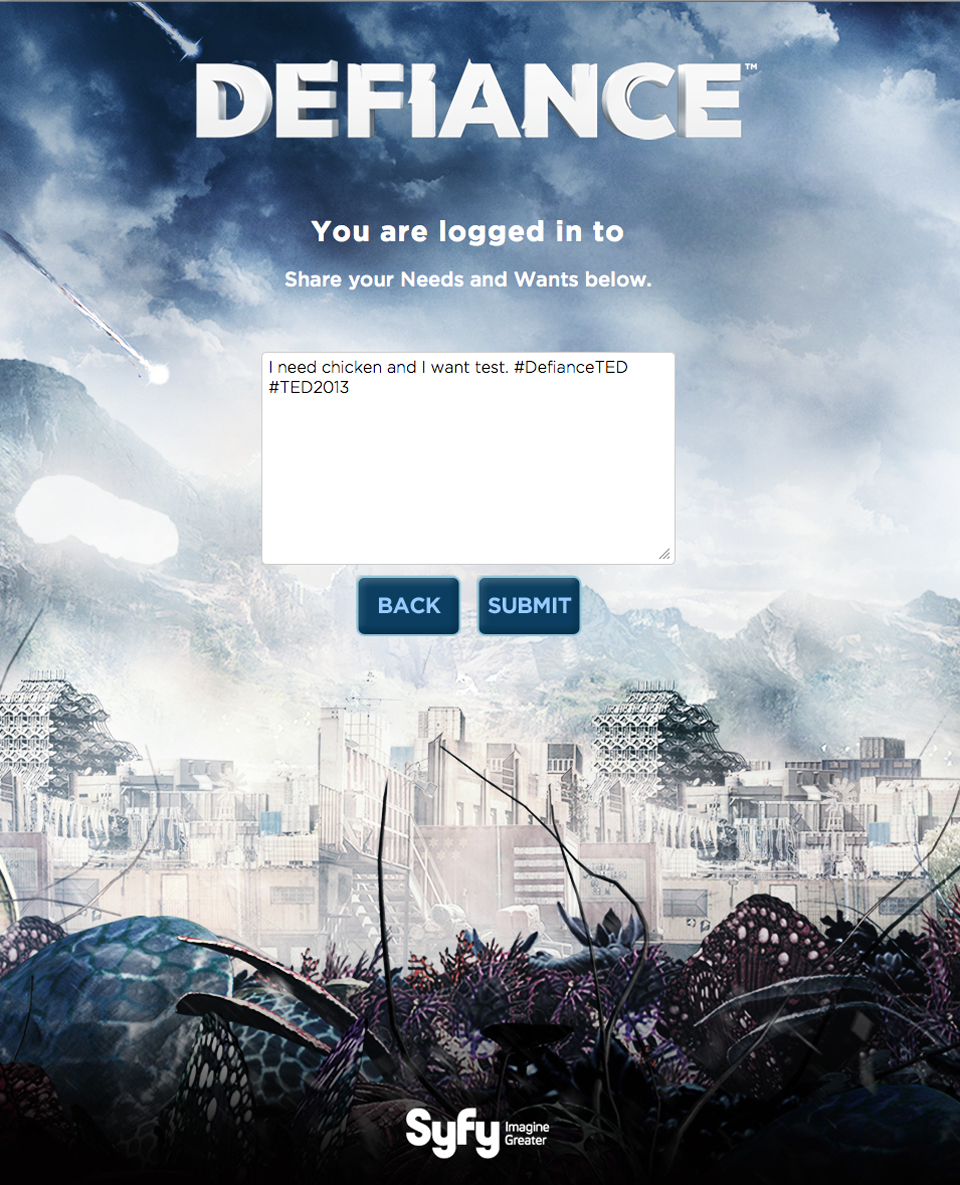 DEFIANCE™
You are logged in to
Share your Needs and Wants below.
I need chicken and I want test. #DefianceTED
#TED2013
BACK SUBMIT
Syfy Imagine
Greater